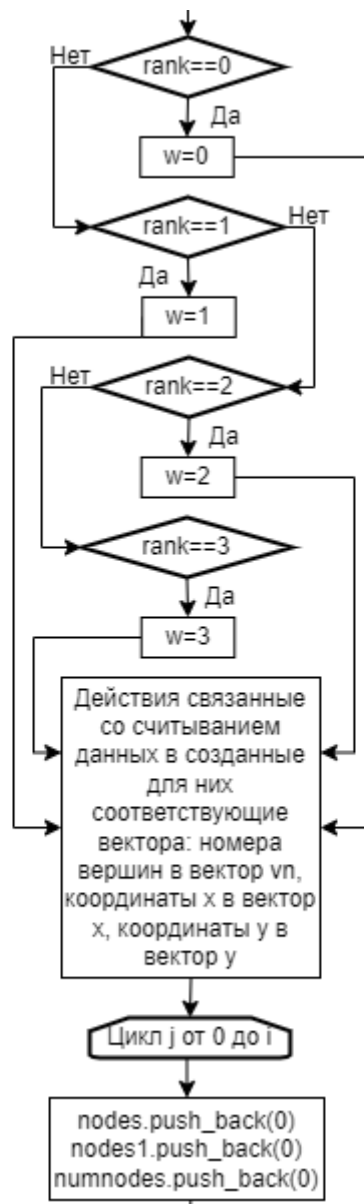 Нет
rank==0
Да
w=0
rank==1
Нет
Да
w=1
Нет
rank==2
Да
w=2
rank==3
Да
w=3
Действия связанные
со считыванием
данных в созданные
для них
соответствующие
вектора: номера
вершин в вектор vn,
координаты x в вектор
x, координаты y в
вектор y
Цикл j от 0 до i
nodes.push_back(0)
nodes1.push_back(0)
numnodes.push_back(0)